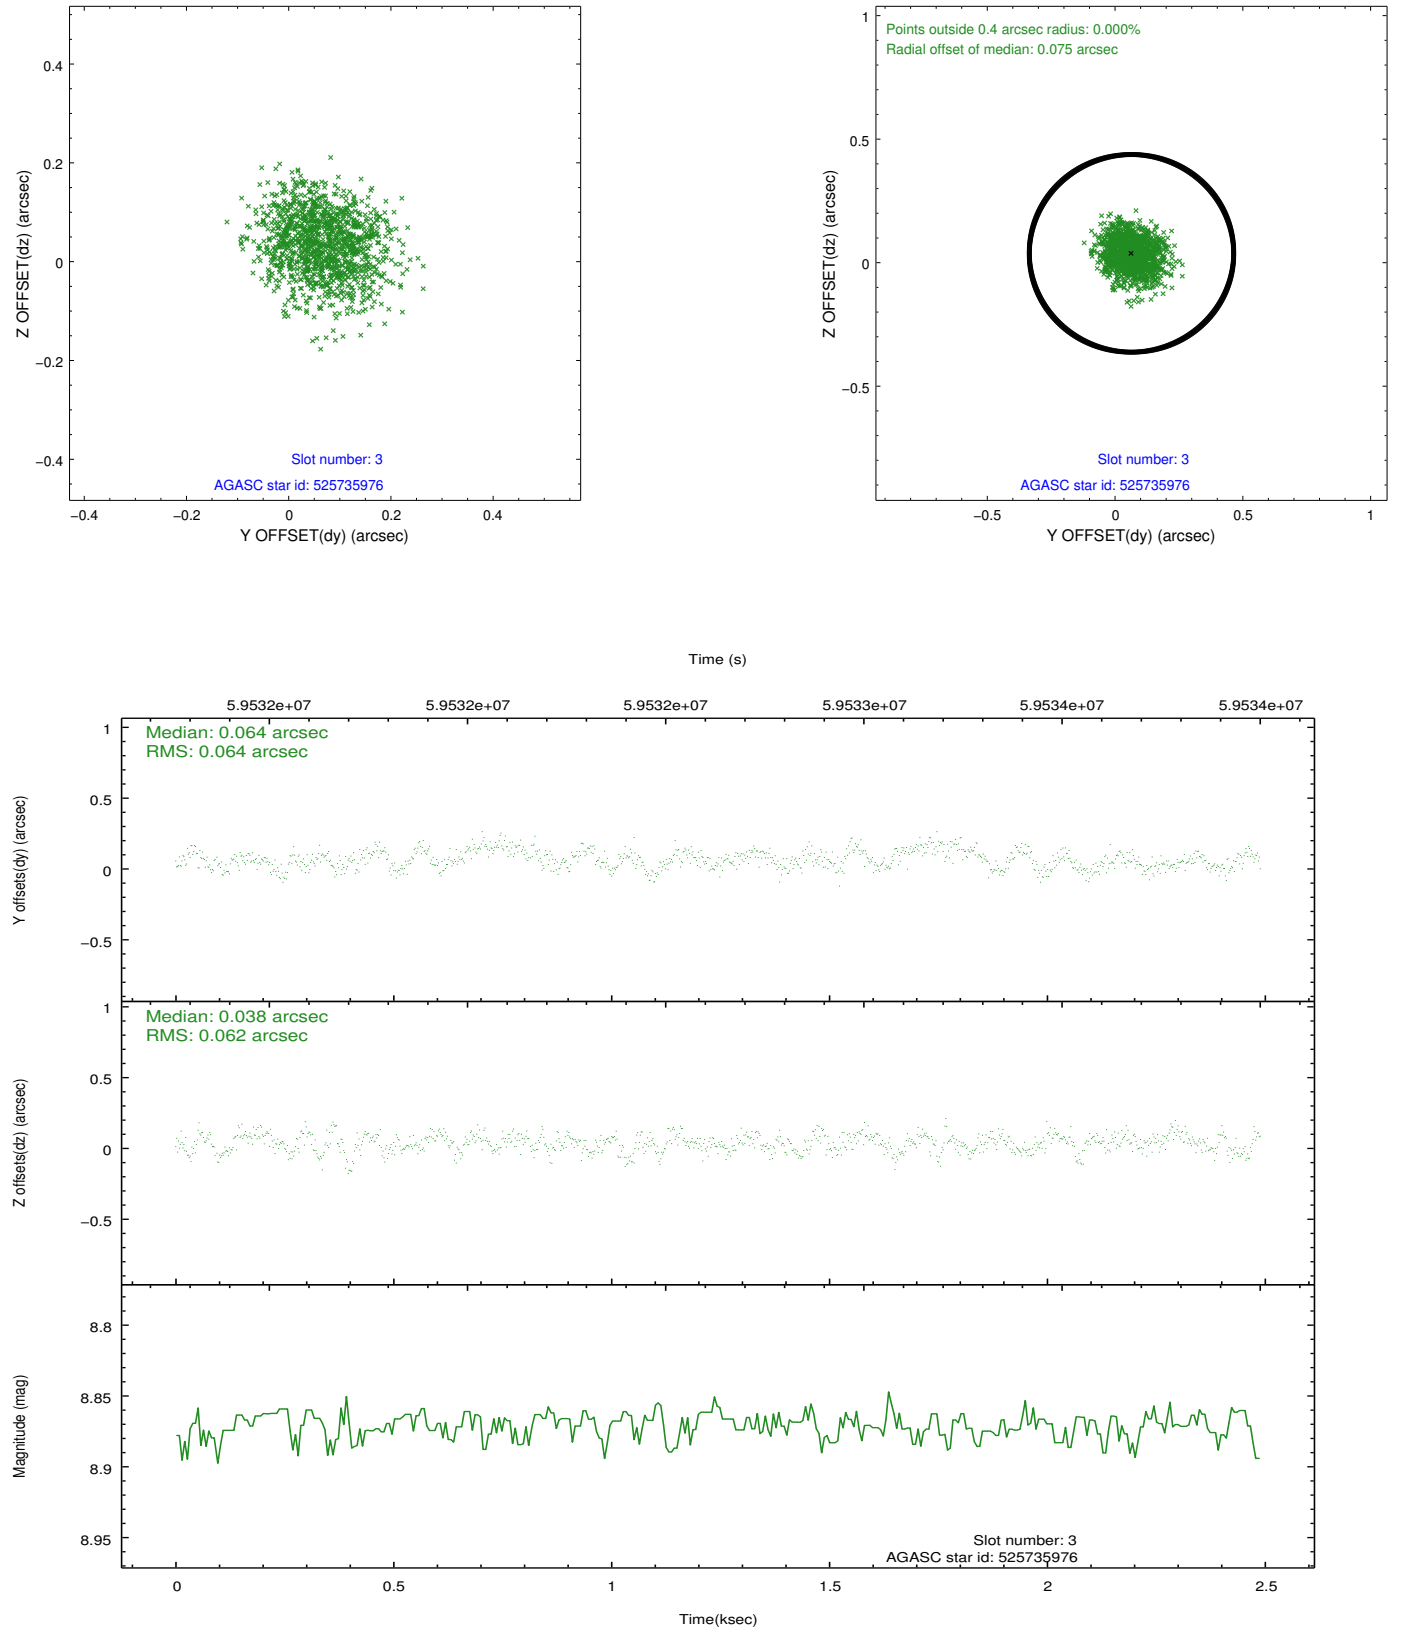 0.4
0.2
0
−0.2
−0.4
Z OFFSET(dz) (arcsec)
Slot number: 3
AGASC star id: 525735976
−0.4 −0.2 0 0.2 0.4
Y OFFSET(dy) (arcsec)
Points outside 0.4 arcsec radius: 0.000%
Radial offset of median: 0.075 arcsec
1
0.5
0
−0.5
Z OFFSET(dz) (arcsec)
Slot number: 3
AGASC star id: 525735976
−0.5 0 0.5 1
Y OFFSET(dy) (arcsec)
Time (s)
5.9532e+07 5.9532e+07 5.9532e+07 5.9533e+07 5.9534e+07 5.9534e+07
Median: 0.064 arcsec
RMS: 0.064 arcsec
1
0.5
0
−0.5
Y offsets(dy) (arcsec)
Median: 0.038 arcsec
RMS: 0.062 arcsec
1
0.5
0
−0.5
Z offsets(dz) (arcsec)
8.8
8.85
8.9
8.95
Magnitude (mag)
Slot number: 3
AGASC star id: 525735976
0 0.5 1 1.5 2 2.5
Time(ksec)